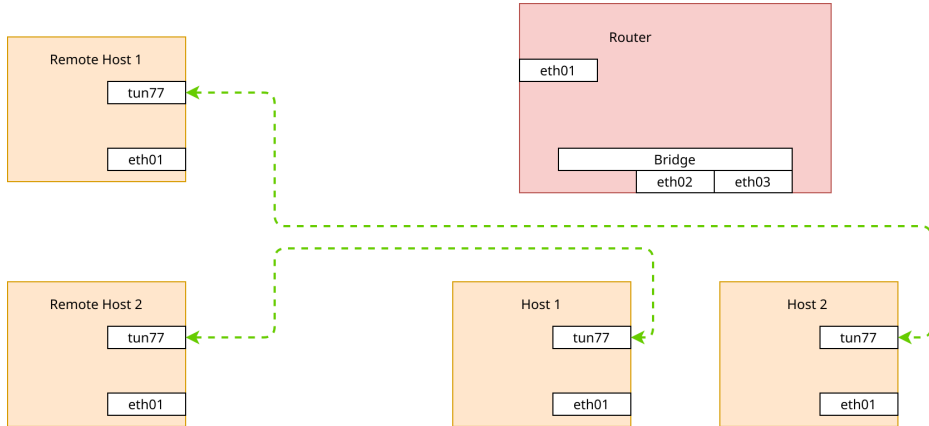 Remote Host 1
tun77
eth01
Router
eth01
Bridge
eth02
eth03
Remote Host 2
tun77
eth01
Host 1
tun77
eth01
Host 2
tun77
eth01